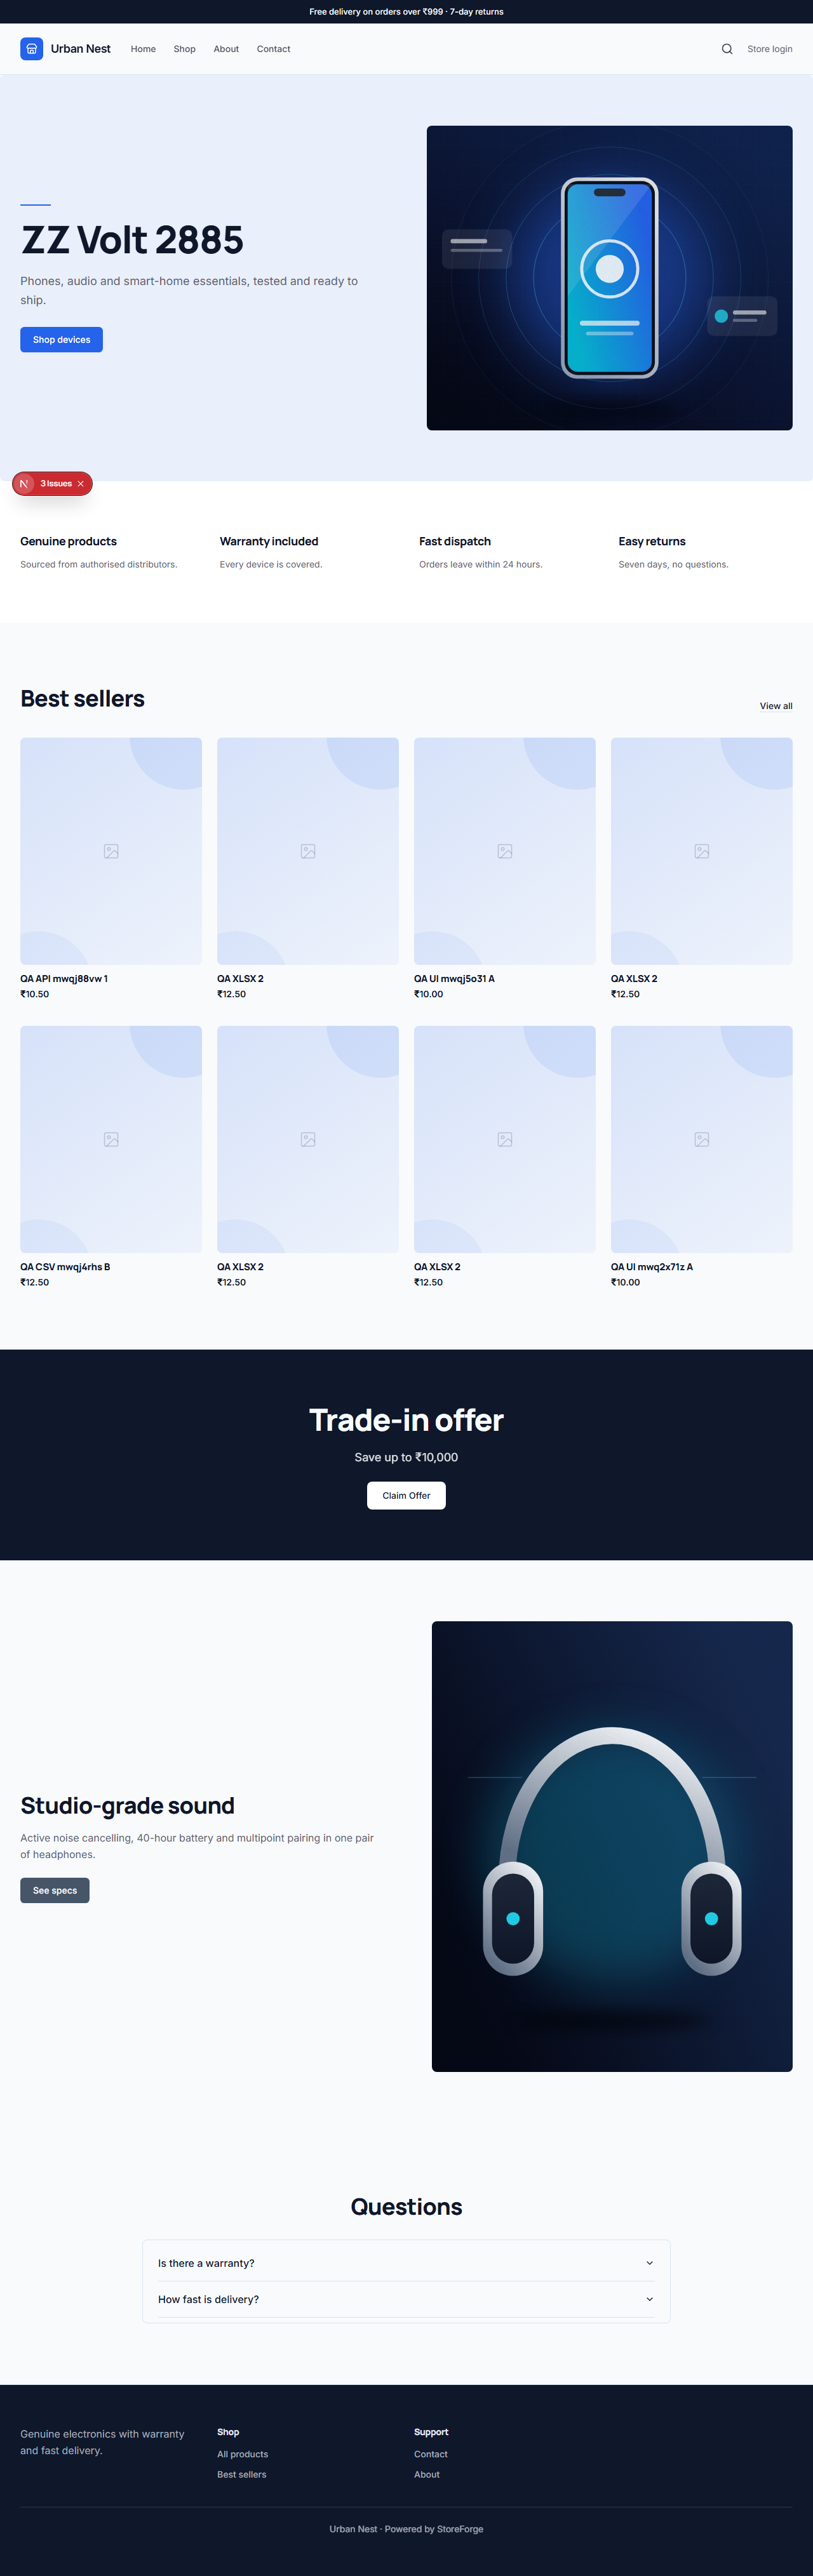 Free delivery on orders over ₹999 · 7-day returns
Urban Nest
Home
Shop
About
Contact
Store login
ZZ Volt 2885
Phones, audio and smart-home essentials, tested and ready to
ship.
Shop devices
3 Issues
Genuine products
Sourced from authorised distributors.
Warranty included
Every device is covered.
Fast dispatch
Orders leave within 24 hours.
Easy returns
Seven days, no questions.
Best sellers
View all
QA API mwqj88vw 1
₹10.50
QA XLSX 2
₹12.50
QA UI mwqj5o31 A
₹10.00
QA XLSX 2
₹12.50
QA CSV mwqj4rhs B
₹12.50
QA XLSX 2
₹12.50
QA XLSX 2
₹12.50
QA UI mwq2x71z A
₹10.00
Trade-in offer
Save up to ₹10,000
Claim Offer
Studio-grade sound
Active noise cancelling, 40-hour battery and multipoint pairing in one pair
of headphones.
See specs
Questions
Is there a warranty?
How fast is delivery?
Genuine electronics with warranty
and fast delivery.
Shop
All products
Best sellers
Support
Contact
About
Urban Nest · Powered by StoreForge